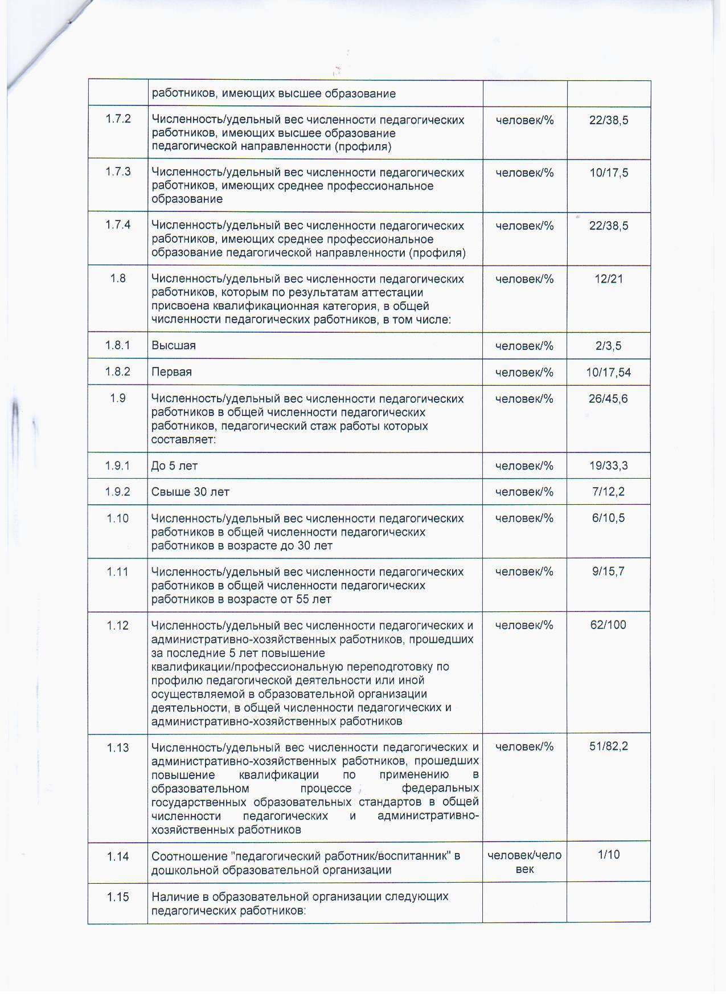 работников, имеющих высшее образование
1.7.2 Численность/удельный вес численности педагогических человек/% 22/38,5
работников, имеющих высшее образование
педагогической направленности (профиля)
1.7.3 Численность/удельный вес численности педагогических человек/% 10/17,5
работников, имеющих среднее профессиональное
образование
1.7.4 Численность/удельный вес численности педагогических человек/% 22/38,5
работников, имеющих среднее профессиональное
образование педагогической направленности (профиля)
1.8 Численность/удельный вес численности педагогических человек/% 12/21
работников, которым по результатам аттестации
присвоена квалификационная категория, в общей
численности педагогических работников, в том числе:
1.8.1 Высшая человек/% 2/3,5
1.8.2 Первая человек/% 10/17,54
1.9 Численность/удельный вес численности педагогических человек/% 26/45,6
работников в общей численности педагогических
работников, педагогический стаж работы которых
составляет:
1.9.1 До 5 лет человек/% 19/33,3
1.9.2 Свыше 30 лет человек/% 7/12,2
1.10 Численность/удельный вес численности педагогических человек/% 6/10,5
работников в общей численности педагогических
работников в возрасте до 30 лет
1.11 Численность/удельный вес численности педагогических человек/% 9/15,7
работников в общей численности педагогических
работников в возрасте от 55 лет
1.12 Численность/удельный вес численности педагогических и человек/% 62/100
административно-хозяйственных работников, прошедших
за последние 5 лет повышение
квалификации/профессиональную переподготовку по
профилю педагогической деятельности или иной
осуществляемой в образовательной организации
деятельности, в общей численности педагогических и
административно-хозяйственных работников
1.13 Численность/удельный вес численности педагогических и человек/% 51/82,2
административно-хозяйственных работников, прошедших
повышение квалификации по применению в
образовательном процессе федеральных
государственных образовательных стандартов в общей
численности педагогических и административно-
хозяйственных работников
1.14 Соотношение "педагогический работник/воспитанник" в человек/чело 1/10
дошкольной образовательной организации век
1.15 Наличие в образовательной организации следующих
педагогических работников: